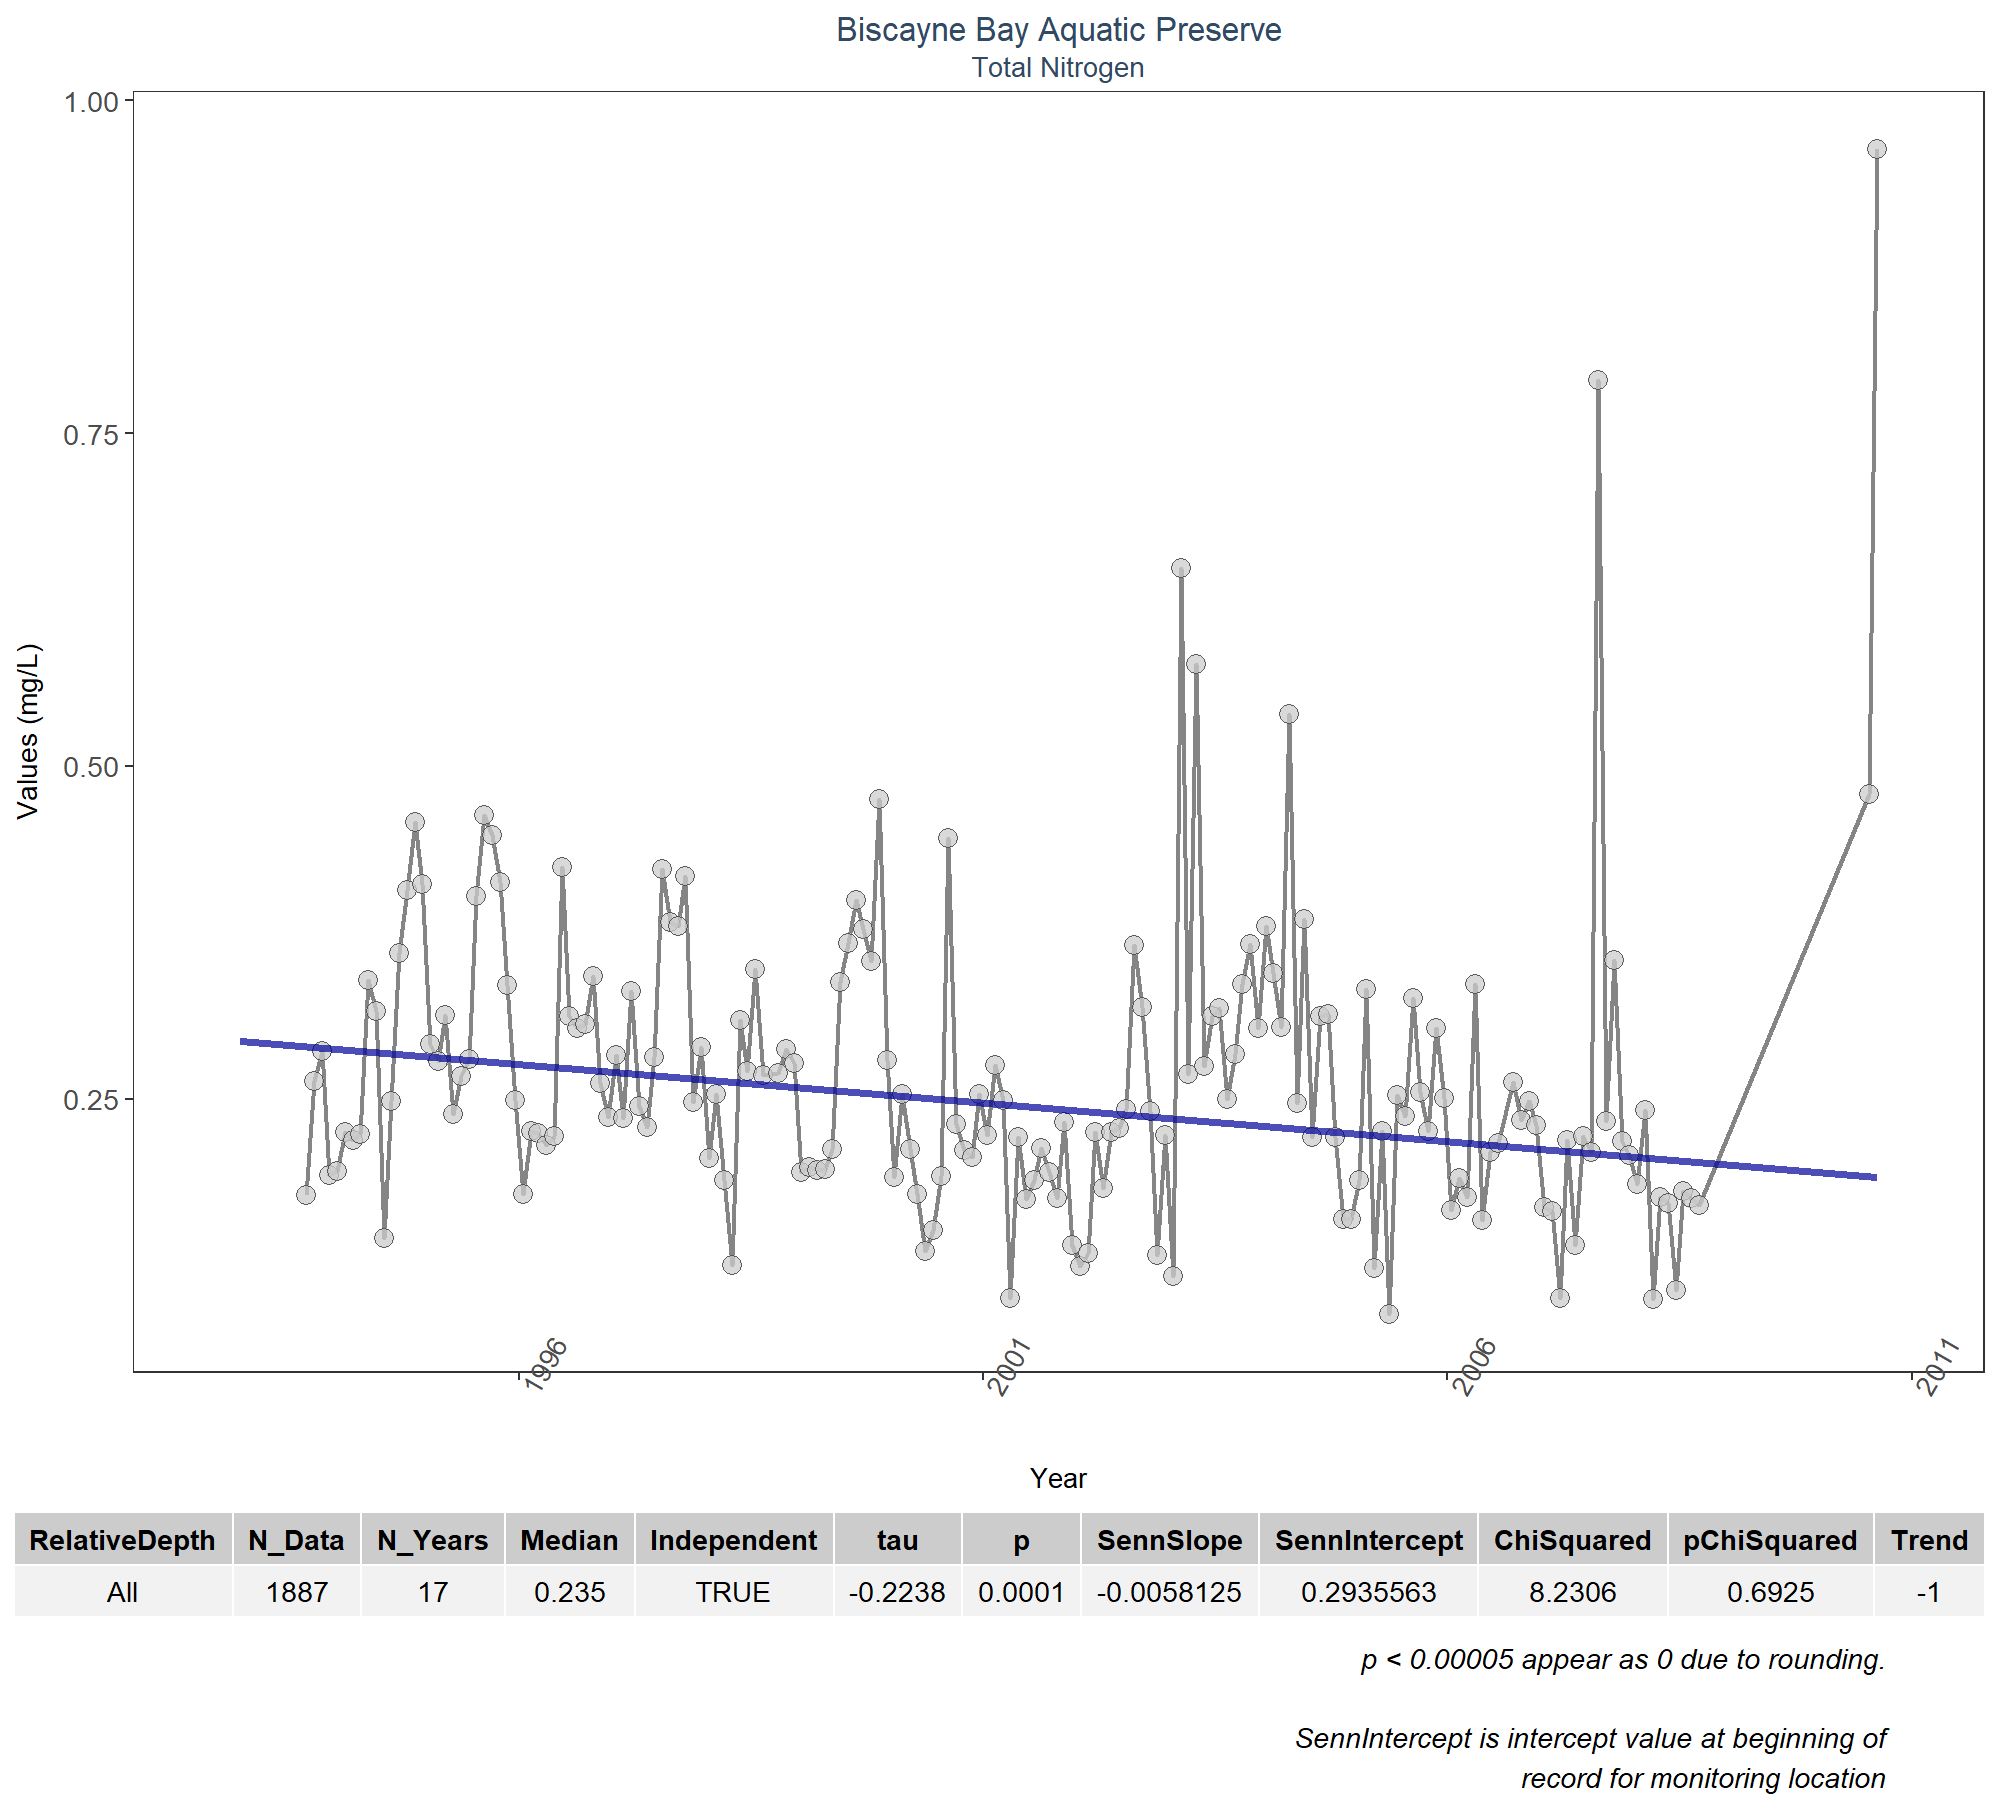 Biscayne Bay Aquatic Preserve
Total Nitrogen
1.00
0.75
0.50
0.25
Values (mg/L)
1996
2001
2006
2011
Year
RelativeDepth N_Data N_Years Median Independent tau p SennSlope SennIntercept ChiSquared pChiSquared Trend
All 1887 17 0.235 TRUE -0.2238 0.0001 -0.0058125 0.2935563 8.2306 0.6925 -1
p < 0.00005 appear as 0 due to rounding.
SennIntercept is intercept value at beginning of
record for monitoring location